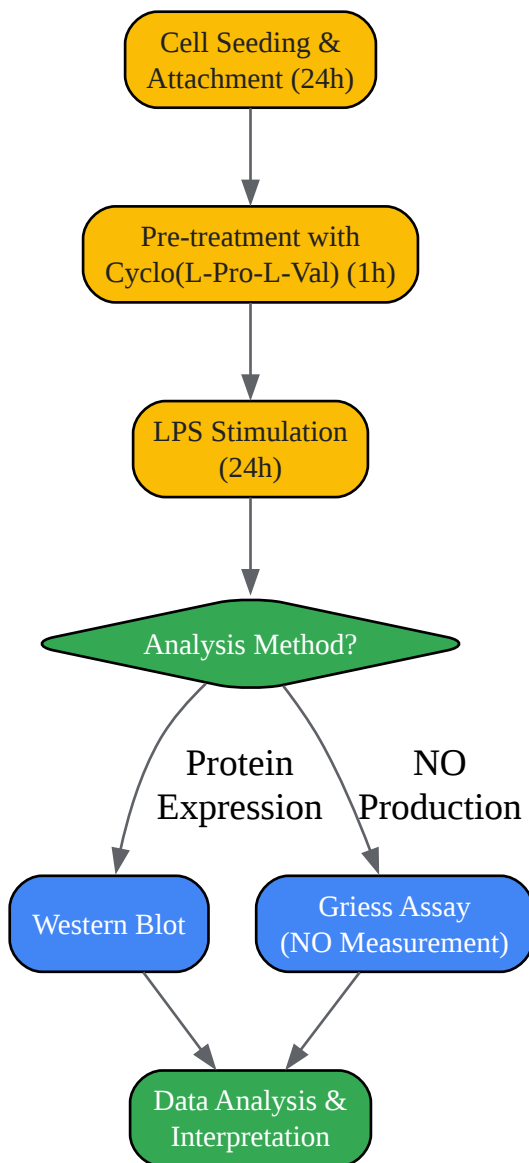 Cell Seeding &
Attachment (24h)
Pre-treatment with
Cyclo(L-Pro-L-Val) (1h)
LPS Stimulation
(24h)
Analysis Method?
Protein
Expression
NO
Production
Western Blot
Griess Assay
(NO Measurement)
Data Analysis &
Interpretation